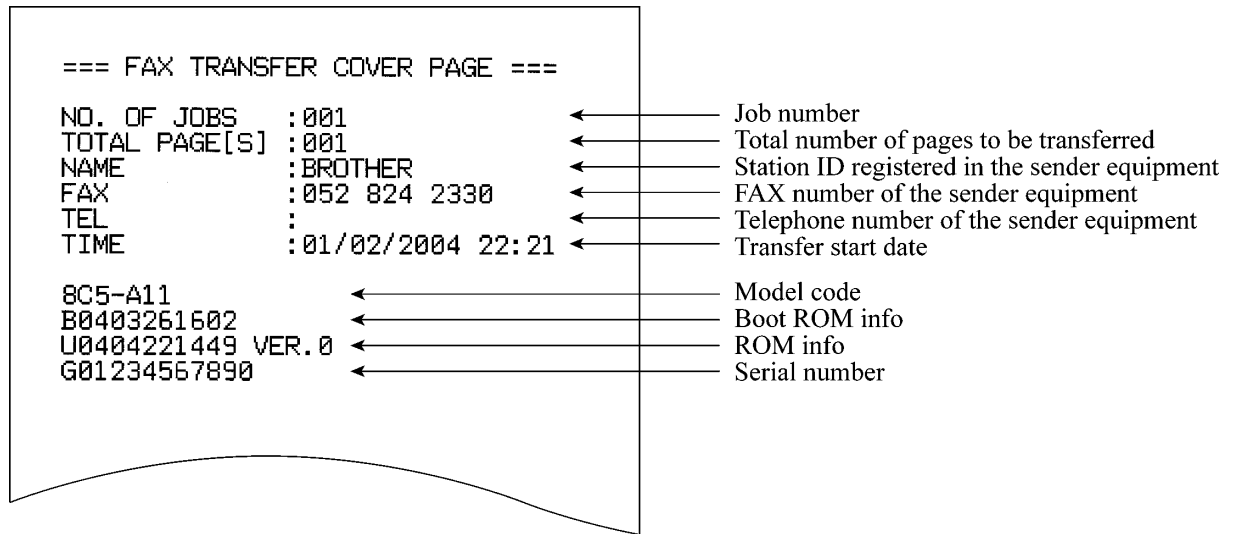 === FAX TRANSFER COVER PAGE ===
NO. OF JOBS :001 Job number
TOTAL PAGE[S] :001 Total number of pages to be transferred
NAME :BROTHER Station ID registered in the sender equipment
FAX :052 824 2330 FAX number of the sender equipment
TEL : Telephone number of the sender equipment
TIME :01/02/2004 22:21 Transfer start date
8C5-A11 Model code
B0403261602 Boot ROM info
U0404221449 VER.0 ROM info
G01234567890 Serial number